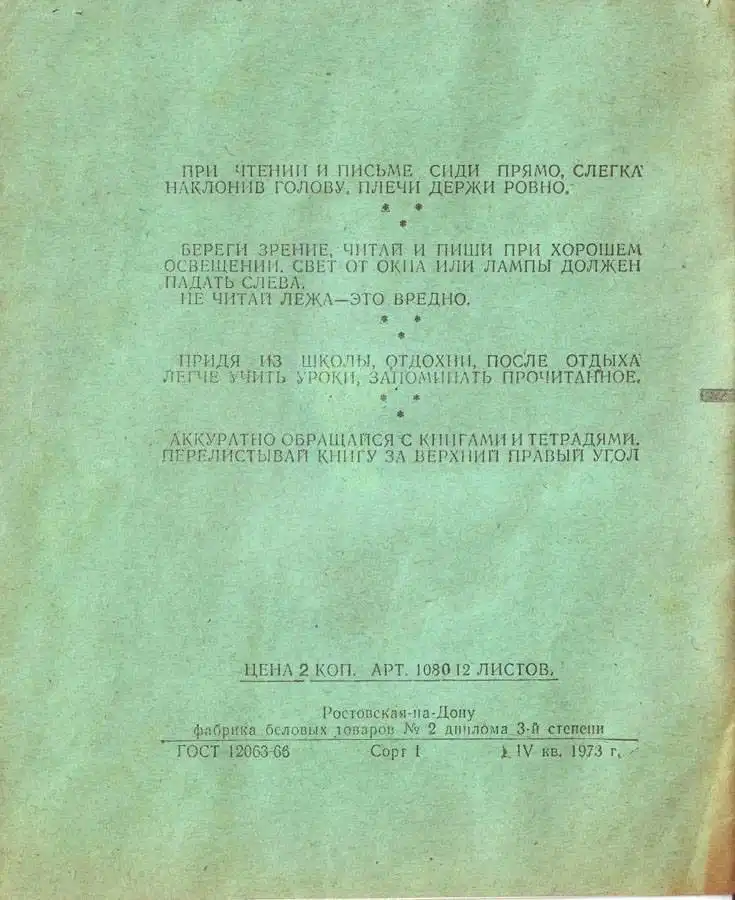 ПРИ ЧТЕНИИ И ПИСЬМЕ СИДИ ПРЯМО, СЛЕГКА
НАКЛОНИВ ГОЛОВУ. ПЛЕЧИ ДЕРЖИ РОВНО.
* *
*
БЕРЕГИ ЗРЕНИЕ, ЧИТАЙ И ПИШИ ПРИ ХОРОШЕМ
ОСВЕЩЕНИИ. СВЕТ ОТ ОКНА ИЛИ ЛАМПЫ ДОЛЖЕН
ПАДАТЬ СЛЕВА.
НЕ ЧИТАЙ ЛЕЖА—ЭТО ВРЕДНО.
* *
*
ПРИДЯ ИЗ ШКОЛЫ, ОТДОХНИ, ПОСЛЕ ОТДЫХА
ЛЕГЧЕ УЧИТЬ УРОКИ, ЗАПОМИНАТЬ ПРОЧИТАННОЕ.
* *
*
АККУРАТНО ОБРАЩАЙСЯ С КНИГАМИ И ТЕТРАДЯМИ.
ПЕРЕЛИСТЫВАЙ КНИГУ ЗА ВЕРХНИЙ ПРАВЫЙ УГОЛ
ЦЕНА 2 КОП. АРТ. 1080 12 ЛИСТОВ.
Ростовская-на-Дону
фабрика беловых товаров № 2 диплома 3-й степени
ГОСТ 12063-66 Сорт 1 IV кв. 1973 г.